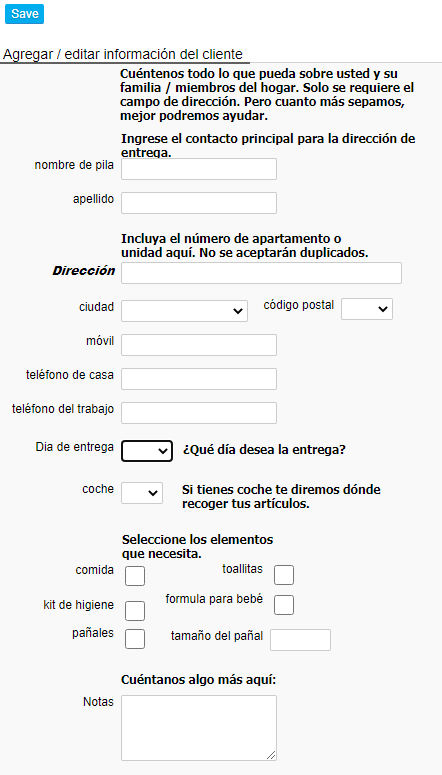 Save
Agregar / editar información del cliente
Cuéntenos todo lo que pueda sobre usted y su
familia / miembros del hogar. Solo se requiere el
campo de dirección. Pero cuanto más sepamos,
mejor podremos ayudar.
Ingrese el contacto principal para la dirección de
entrega.
nombre de pila
apellido
Incluya el número de apartamento o
unidad aquí. No se aceptarán duplicados.
Dirección
ciudad código postal
móvil
teléfono de casa
teléfono del trabajo
Dia de entrega ¿Qué día desea la entrega?
coche Si tienes coche te diremos dónde
recoger tus artículos.
Seleccione los elementos
que necesita.
comida toallitas
kit de higiene formula para bebé
pañales tamaño del pañal
Cuéntanos algo más aquí:
Notas